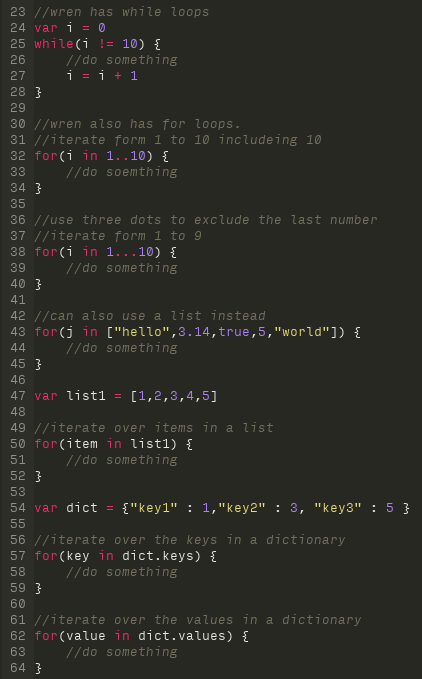 23 //wren has while loops
24 var i = 0
25 while(i != 10) {
26     //do something
27     i = i + 1
28 }
29
30 //wren also has for loops.
31 //iterate form 1 to 10 includeing 10
32 for(i in 1..10) {
33     //do soemthing
34 }
35
36 //use three dots to exclude the last number
37 //iterate form 1 to 9
38 for(i in 1...10) {
39     //do something
40 }
41
42 //can also use a list instead
43 for(j in ["hello",3.14,true,5,"world"]) {
44     //do something
45 }
46
47 var list1 = [1,2,3,4,5]
48
49 //iterate over items in a list
50 for(item in list1) {
51     //do something
52 }
53
54 var dict = {"key1" : 1,"key2" : 3, "key3" : 5 }
55
56 //iterate over the keys in a dictionary
57 for(key in dict.keys) {
58     //do something
59 }
60
61 //iterate over the values in a dictionary
62 for(value in dict.values) {
63     //do something
64 }